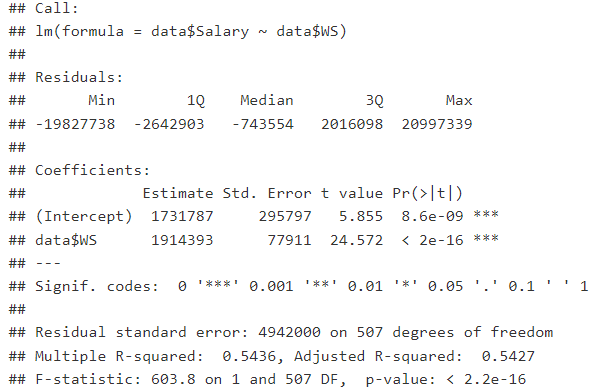 ## Call:
## lm(formula = data$Salary ~ data$WS)
##
## Residuals:
##       Min        1Q    Median        3Q       Max
## -19827738  -2642903   -743554   2016098  20997339
##
## Coefficients:
##             Estimate Std. Error t value Pr(>|t|)
## (Intercept)  1731787     295797   5.855  8.6e-09 ***
## data$WS      1914393      77911  24.572  < 2e-16 ***
## ---
## Signif. codes:  0 '***' 0.001 '**' 0.01 '*' 0.05 '.' 0.1 ' ' 1
##
## Residual standard error: 4942000 on 507 degrees of freedom
## Multiple R-squared:  0.5436, Adjusted R-squared:  0.5427
## F-statistic: 603.8 on 1 and 507 DF,  p-value: < 2.2e-16